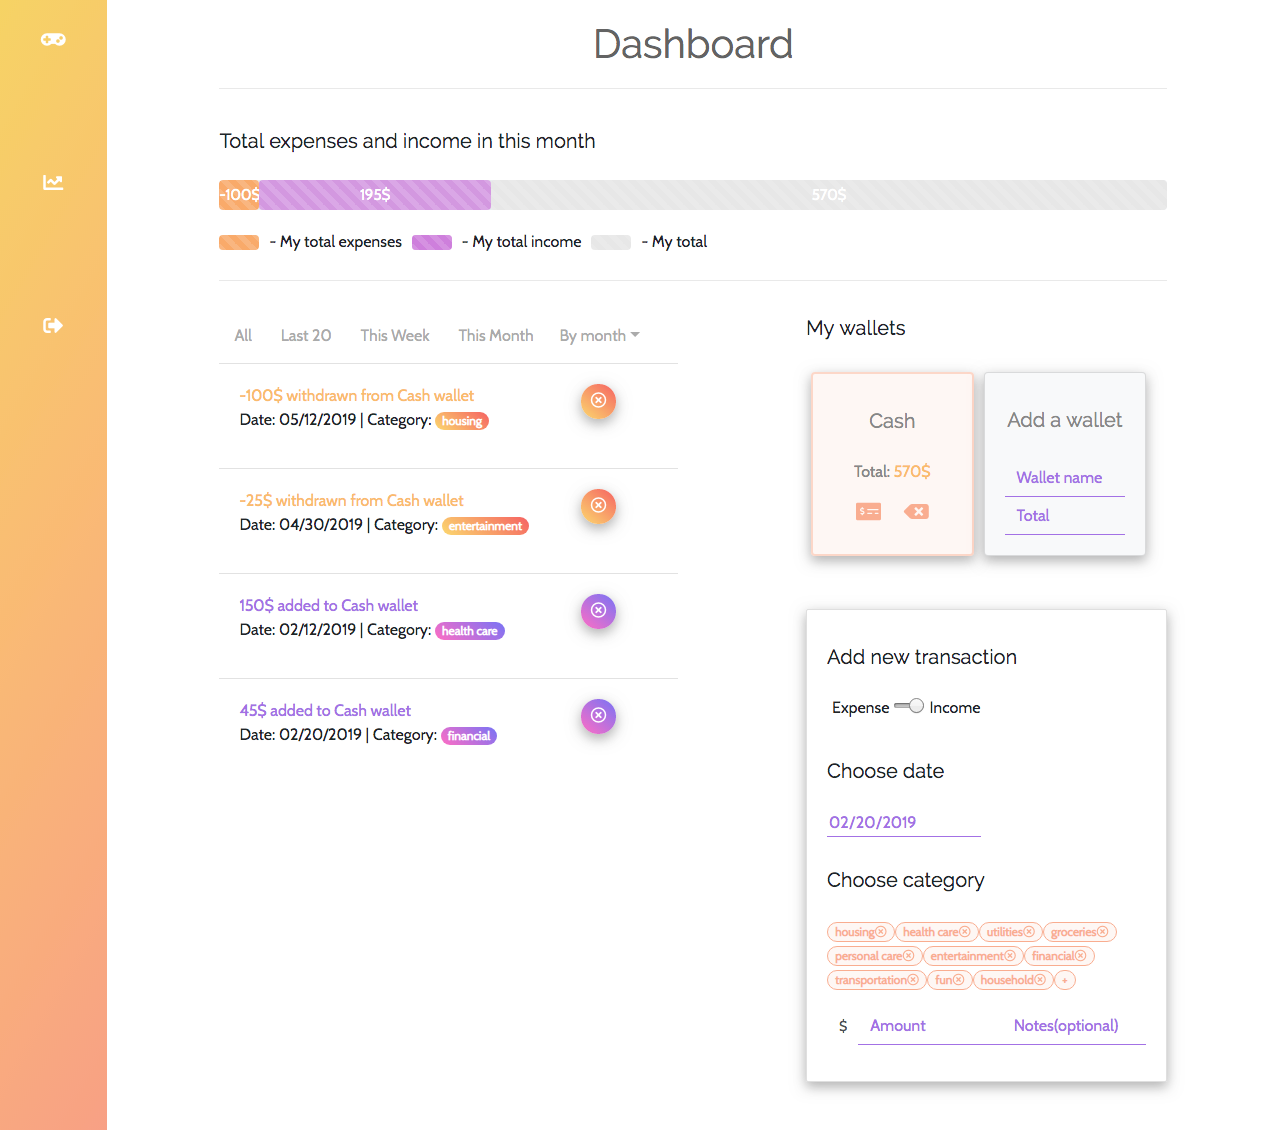 Dashboard
Total expenses and income in this month
-100$ 195$ 570$
- My total expenses - My total income - My total
All Last 20 This Week This Month By month
-100$ withdrawn from Cash wallet
Date: 05/12/2019 | Category: housing
-25$ withdrawn from Cash wallet
Date: 04/30/2019 | Category: entertainment
150$ added to Cash wallet
Date: 02/12/2019 | Category: health care
45$ added to Cash wallet
Date: 02/20/2019 | Category: financial
My wallets
Cash
Total: 570$
Add a wallet
Wallet name
Total
Add new transaction
Expense Income
Choose date
02/20/2019
Choose category
housing health care utilities groceries
personal care entertainment financial
transportation fun household +
$ Amount Notes(optional)